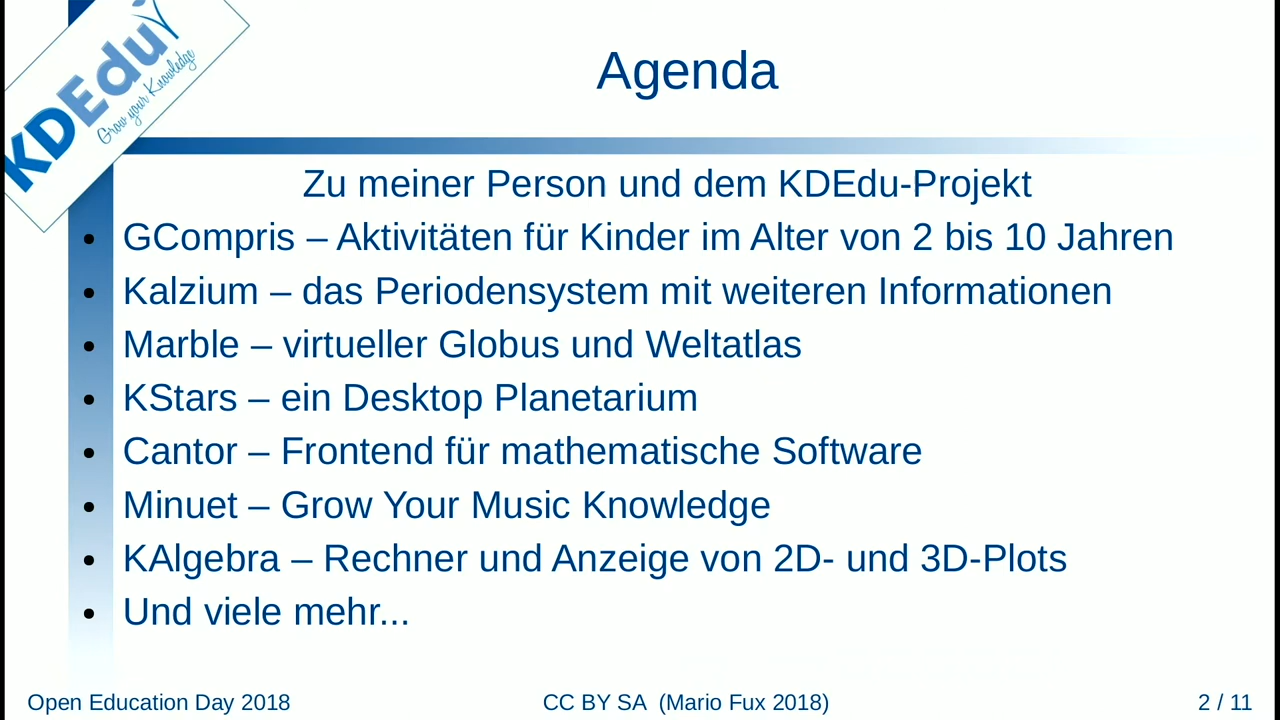 KDEdu
Grow your Knowledge
Agenda
Zu meiner Person und dem KDEdu-Projekt
• GCompris – Aktivitäten für Kinder im Alter von 2 bis 10 Jahren
• Kalzium – das Periodensystem mit weiteren Informationen
• Marble – virtueller Globus und Weltatlas
• KStars – ein Desktop Planetarium
• Cantor – Frontend für mathematische Software
• Minuet – Grow Your Music Knowledge
• KAlgebra – Rechner und Anzeige von 2D- und 3D-Plots
• Und viele mehr...
Open Education Day 2018
CC BY SA (Mario Fux 2018)
2 / 11